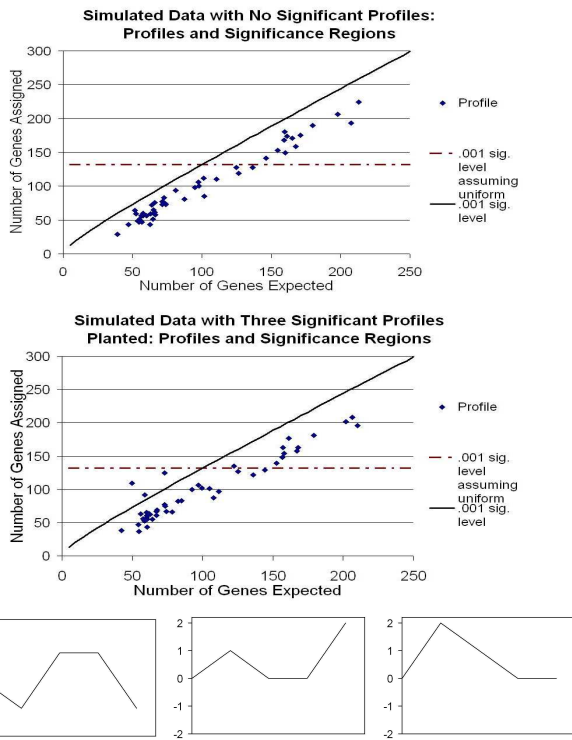 Simulated Data with No Significant Profiles:
Profiles and Significance Regions
Number of Genes Assigned
300
250
200
150
100
50
0
0 50 100 150 200 250
Number of Genes Expected
Profile
.001 sig.
level
assuming
uniform
.001 sig.
level
Simulated Data with Three Significant Profiles
Planted: Profiles and Significance Regions
Number of Genes Assigned
300
250
200
150
100
50
0
0 50 100 150 200 250
Number of Genes Expected
Profile
.001 sig.
level
assuming
uniform
.001 sig.
level
2
1
0
-1
-2
2
1
0
-1
-2